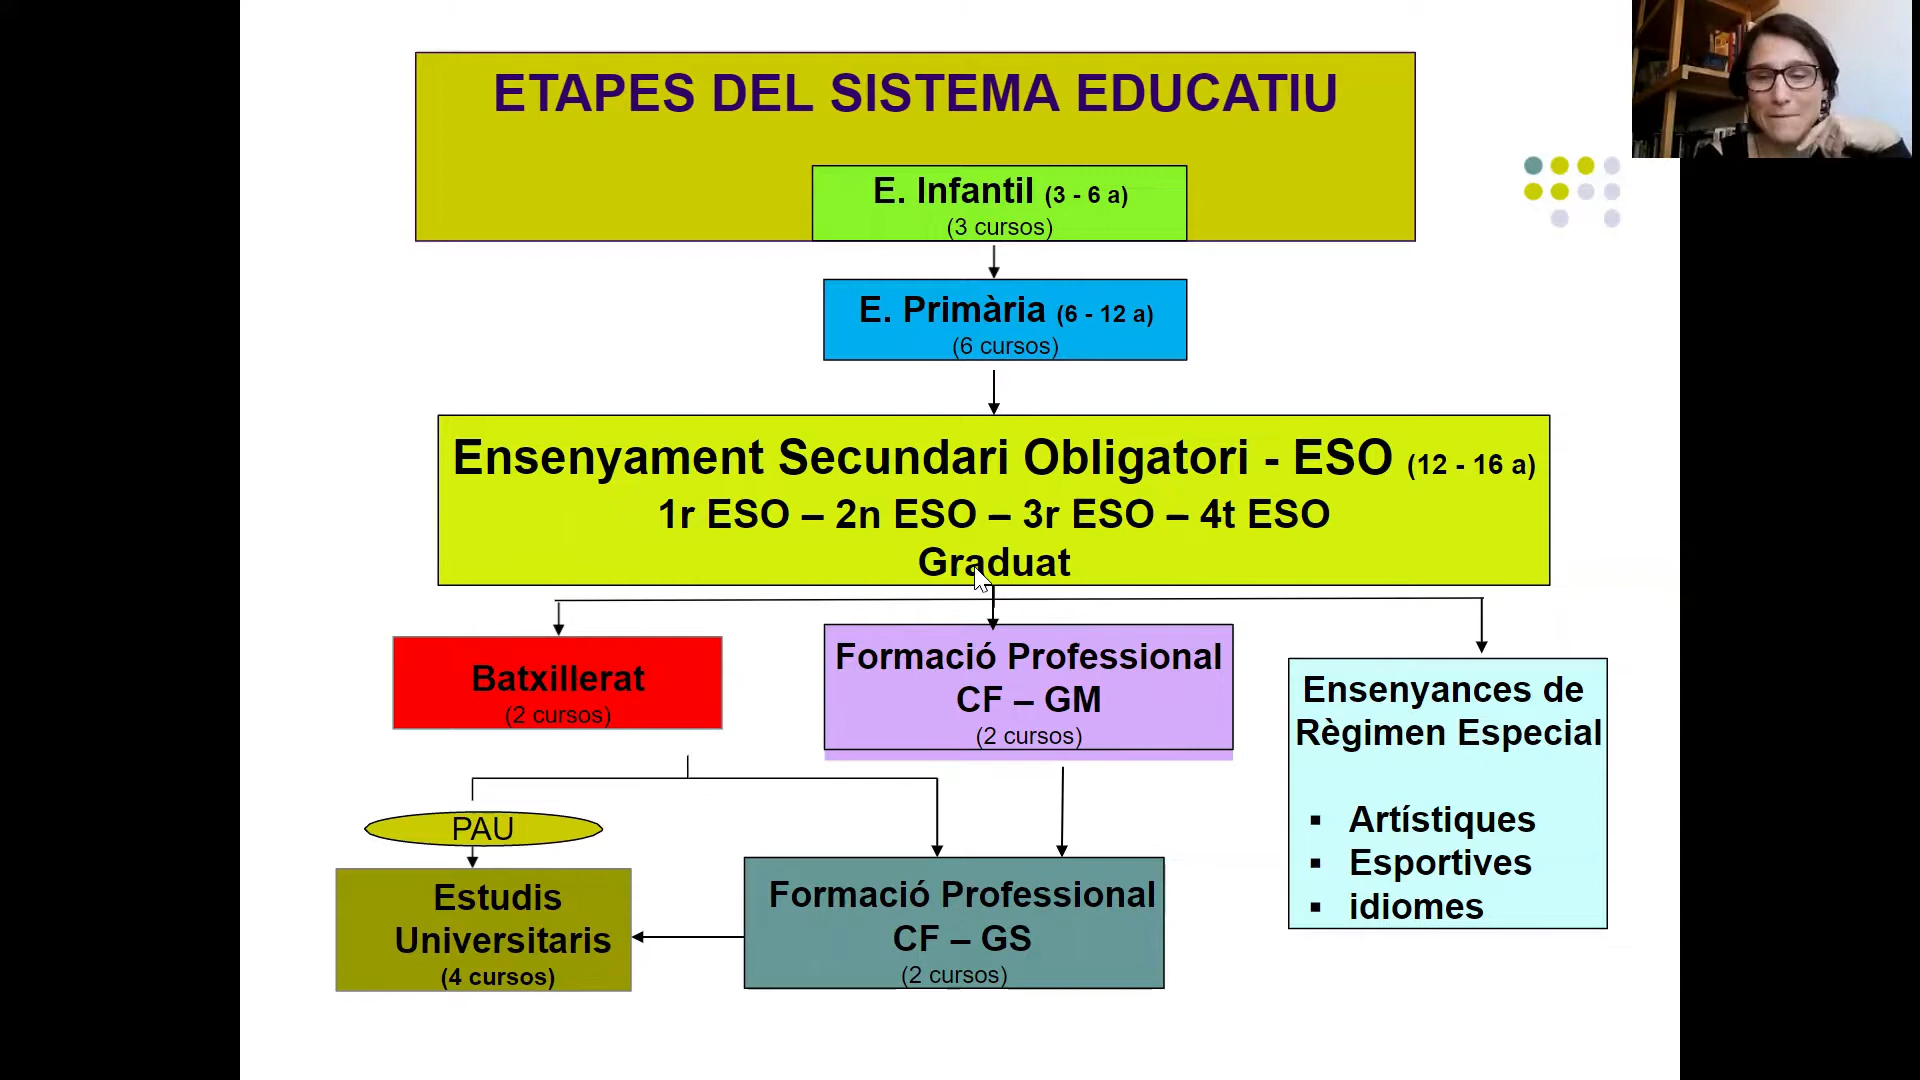 ETAPES DEL SISTEMA EDUCATIU
E. Infantil (3 - 6 a)
(3 cursos)
E. Primària (6 - 12 a)
(6 cursos)
Ensenyament Secundari Obligatori - ESO (12 - 16 a)
1r ESO – 2n ESO – 3r ESO – 4t ESO
Graduat
Batxillerat
(2 cursos)
Formació Professional
CF – GM
(2 cursos)
Ensenyances de
Règimen Especial
▪ Artístiques
▪ Esportives
▪ idiomes
PAU
Estudis
Universitaris
(4 cursos)
Formació Professional
CF – GS
(2 cursos)